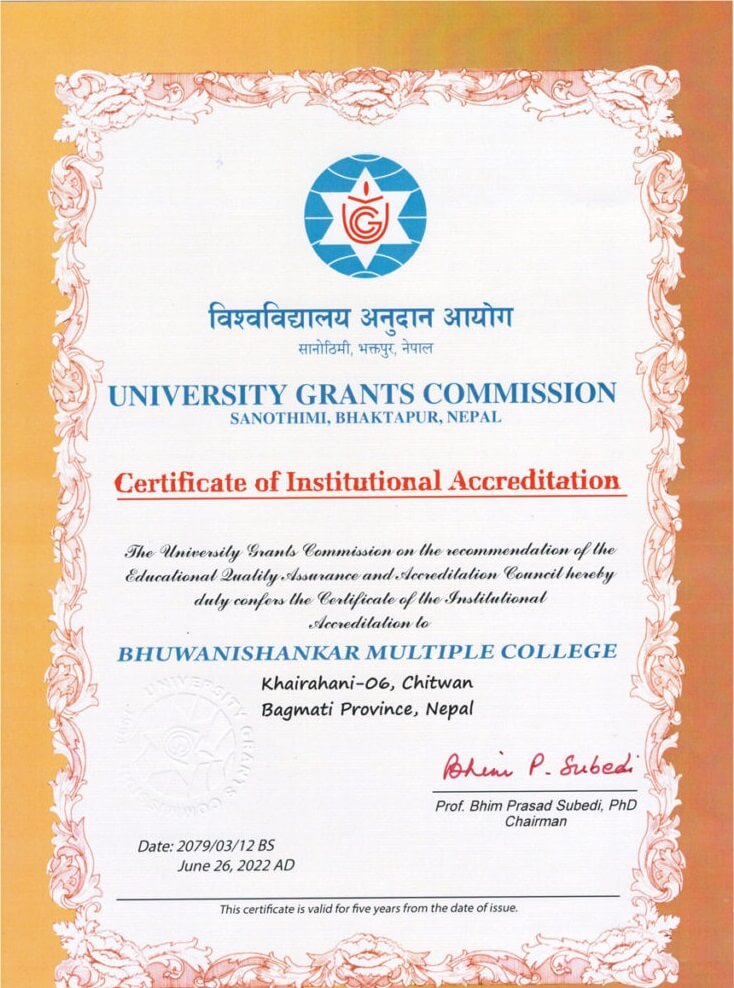 विश्वविद्यालय अनुदान आयोग
सानोठिमी, भक्तपुर, नेपाल
UNIVERSITY GRANTS COMMISSION
SANOTHIMI, BHAKTAPUR, NEPAL
Certificate of Institutional Accreditation
The University Grants Commission on the recommendation of the
Educational Quality Assurance and Accreditation Council hereby
duly confers the Certificate of the Institutional
Accreditation to
BHUWANISHANKAR MULTIPLE COLLEGE
Khairahani-06, Chitwan
Bagmati Province, Nepal
UNIVERSITY GRANTS COMMISSION
Bhim P. Subedi
Prof. Bhim Prasad Subedi, PhD
Chairman
Date: 2079/03/12 BS
June 26, 2022 AD
This certificate is valid for five years from the date of issue.